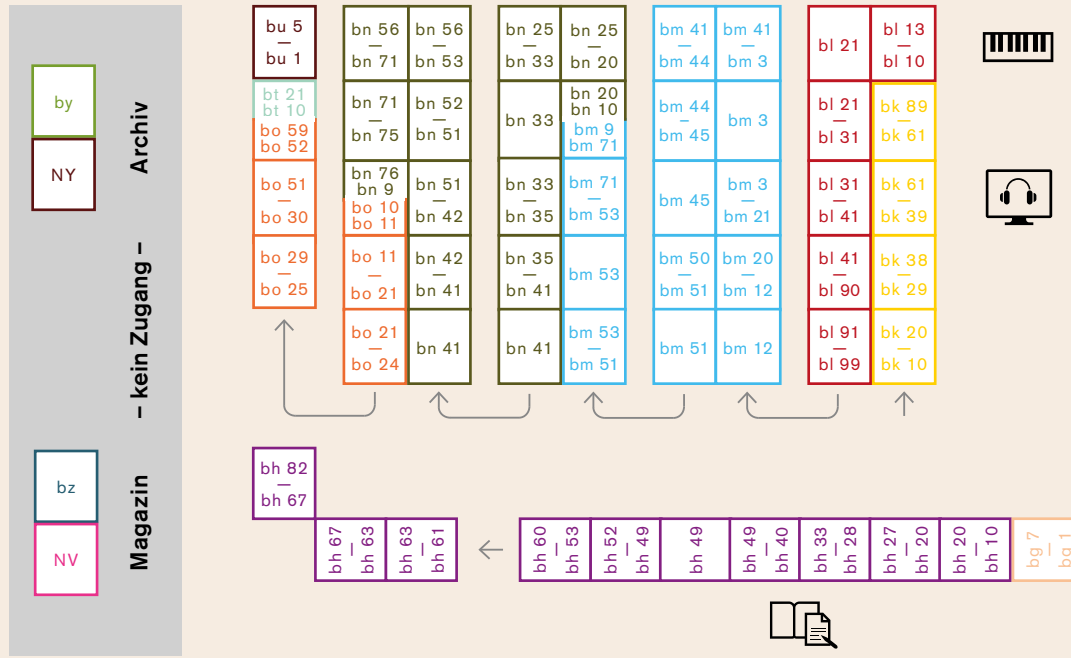 by
NY
Archiv
– kein Zugang –
bz
NV
Magazin
bu 5
—
bu 1
bt 21
bt 10
bo 59
bo 52
bo 51
—
bo 30
bo 29
—
bo 25
bn 56
—
bn 71
bn 71
—
bn 75
bn 76
bn 9
bo 10
bo 11
bo 11
—
bo 21
bo 21
—
bo 24
bn 56
—
bn 53
bn 52
—
bn 51
bn 51
—
bn 42
bn 42
—
bn 41
bn 41
bn 25
—
bn 33
bn 33
bn 33
—
bn 35
bn 35
—
bn 41
bn 41
bn 25
—
bn 20
bn 20
bn 10
bm 9
bm 71
bm 71
—
bm 53
bm 53
bm 53
—
bm 51
bm 41
—
bm 44
bm 44
—
bm 45
bm 45
bm 50
—
bm 51
bm 51
bm 41
—
bm 3
bm 3
bm 3
—
bm 21
bm 20
—
bm 12
bm 12
bl 21
bl 21
—
bl 31
bl 31
—
bl 41
bl 41
—
bl 90
bl 91
—
bl 99
bl 13
—
bl 10
bk 89
—
bk 61
bk 61
—
bk 39
bk 38
—
bk 29
bk 20
—
bk 10
bh 82
—
bh 67
bh 67
—
bh 63
bh 63
—
bh 61
bh 60
—
bh 53
bh 52
—
bh 49
bh 49
bh 49
—
bh 40
bh 33
—
bh 28
bh 27
—
bh 20
bh 20
—
bh 10
bg 7
—
bg 1